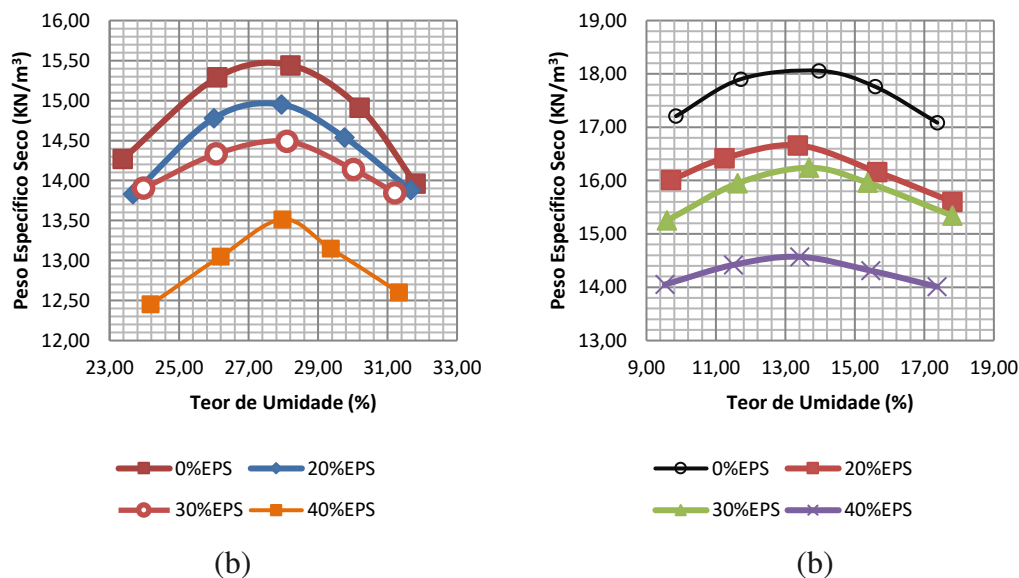 16,00
15,50
15,00
14,50
14,00
13,50
13,00
12,50
12,00
Peso Específico Seco (KN/m³)
23,00 25,00 27,00 29,00 31,00 33,00
Teor de Umidade (%)
0%EPS 20%EPS
30%EPS 40%EPS
(b)
19,00
18,00
17,00
16,00
15,00
14,00
13,00
Peso Específico Seco (KN/m³)
9,00 11,00 13,00 15,00 17,00 19,00
Teor de Umidade (%)
0%EPS 20%EPS
30%EPS 40%EPS
(b)